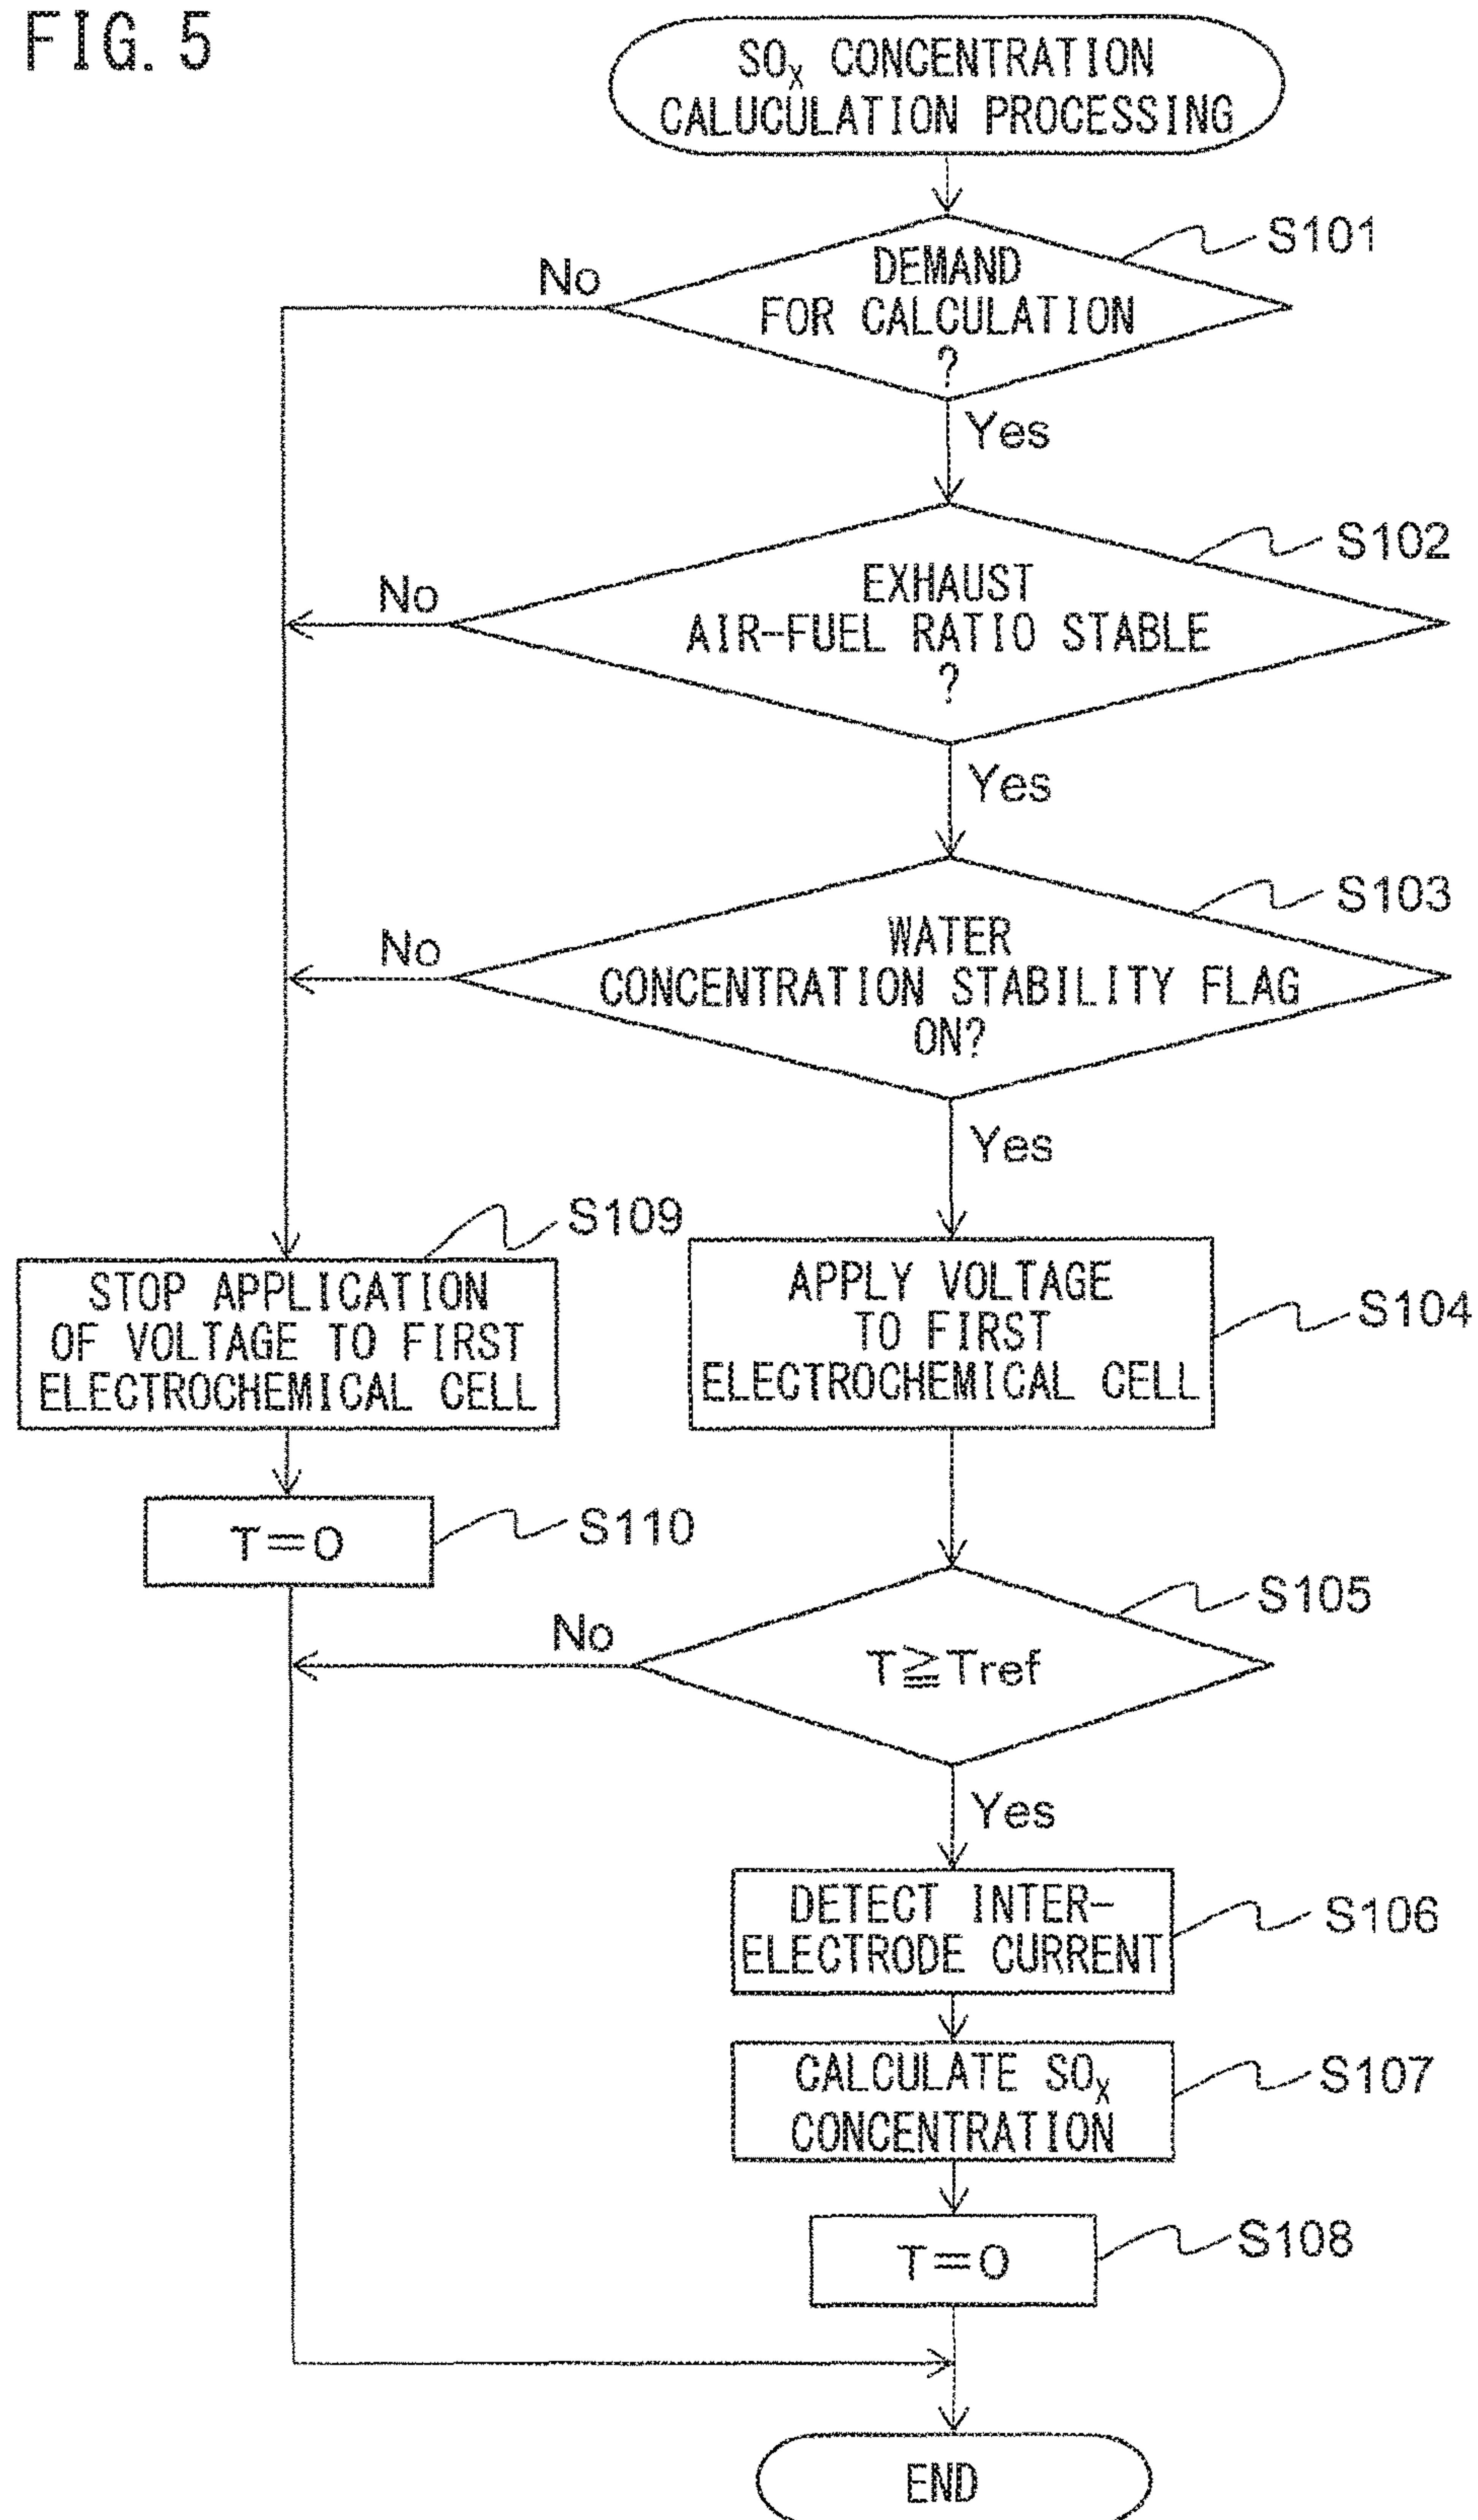 FIG. 5
SOX CONCENTRATION
CALUCULATION PROCESSING
S101
DEMAND
FOR CALCULATION
?
No
Yes
S102
EXHAUST
AIR-FUEL RATIO STABLE
?
No
Yes
S103
WATER
CONCENTRATION STABILITY FLAG
ON?
No
Yes
S109
STOP APPLICATION
OF VOLTAGE TO FIRST
ELECTROCHEMICAL CELL
APPLY VOLTAGE
TO FIRST
ELECTROCHEMICAL CELL
S104
T=0
S110
S105
T≧Tref
No
Yes
DETECT INTER-
ELECTRODE CURRENT
S106
CALCULATE SOX
CONCENTRATION
S107
T=0
S108
END